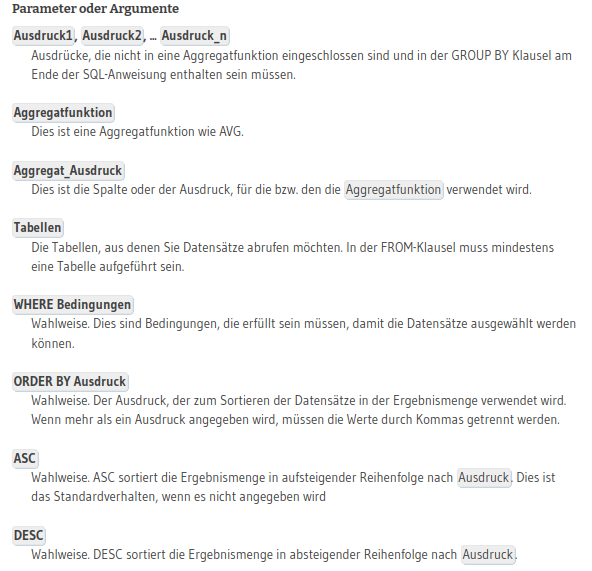 Parameter oder Argumente
Ausdruck1, Ausdruck2, … Ausdruck_n
Ausdrücke, die nicht in eine Aggregatfunktion eingeschlossen sind und in der GROUP BY Klausel am
Ende der SQL-Anweisung enthalten sein müssen.
Aggregatfunktion
Dies ist eine Aggregatfunktion wie AVG.
Aggregat_Ausdruck
Dies ist die Spalte oder der Ausdruck, für die bzw. den die Aggregatfunktion verwendet wird.
Tabellen
Die Tabellen, aus denen Sie Datensätze abrufen möchten. In der FROM-Klausel muss mindestens
eine Tabelle aufgeführt sein.
WHERE Bedingungen
Wahlweise. Dies sind Bedingungen, die erfüllt sein müssen, damit die Datensätze ausgewählt werden
können.
ORDER BY Ausdruck
Wahlweise. Der Ausdruck, der zum Sortieren der Datensätze in der Ergebnismenge verwendet wird.
Wenn mehr als ein Ausdruck angegeben wird, müssen die Werte durch Kommas getrennt werden.
ASC
Wahlweise. ASC sortiert die Ergebnismenge in aufsteigender Reihenfolge nach Ausdruck. Dies ist
das Standardverhalten, wenn es nicht angegeben wird
DESC
Wahlweise. DESC sortiert die Ergebnismenge in absteigender Reihenfolge nach Ausdruck.